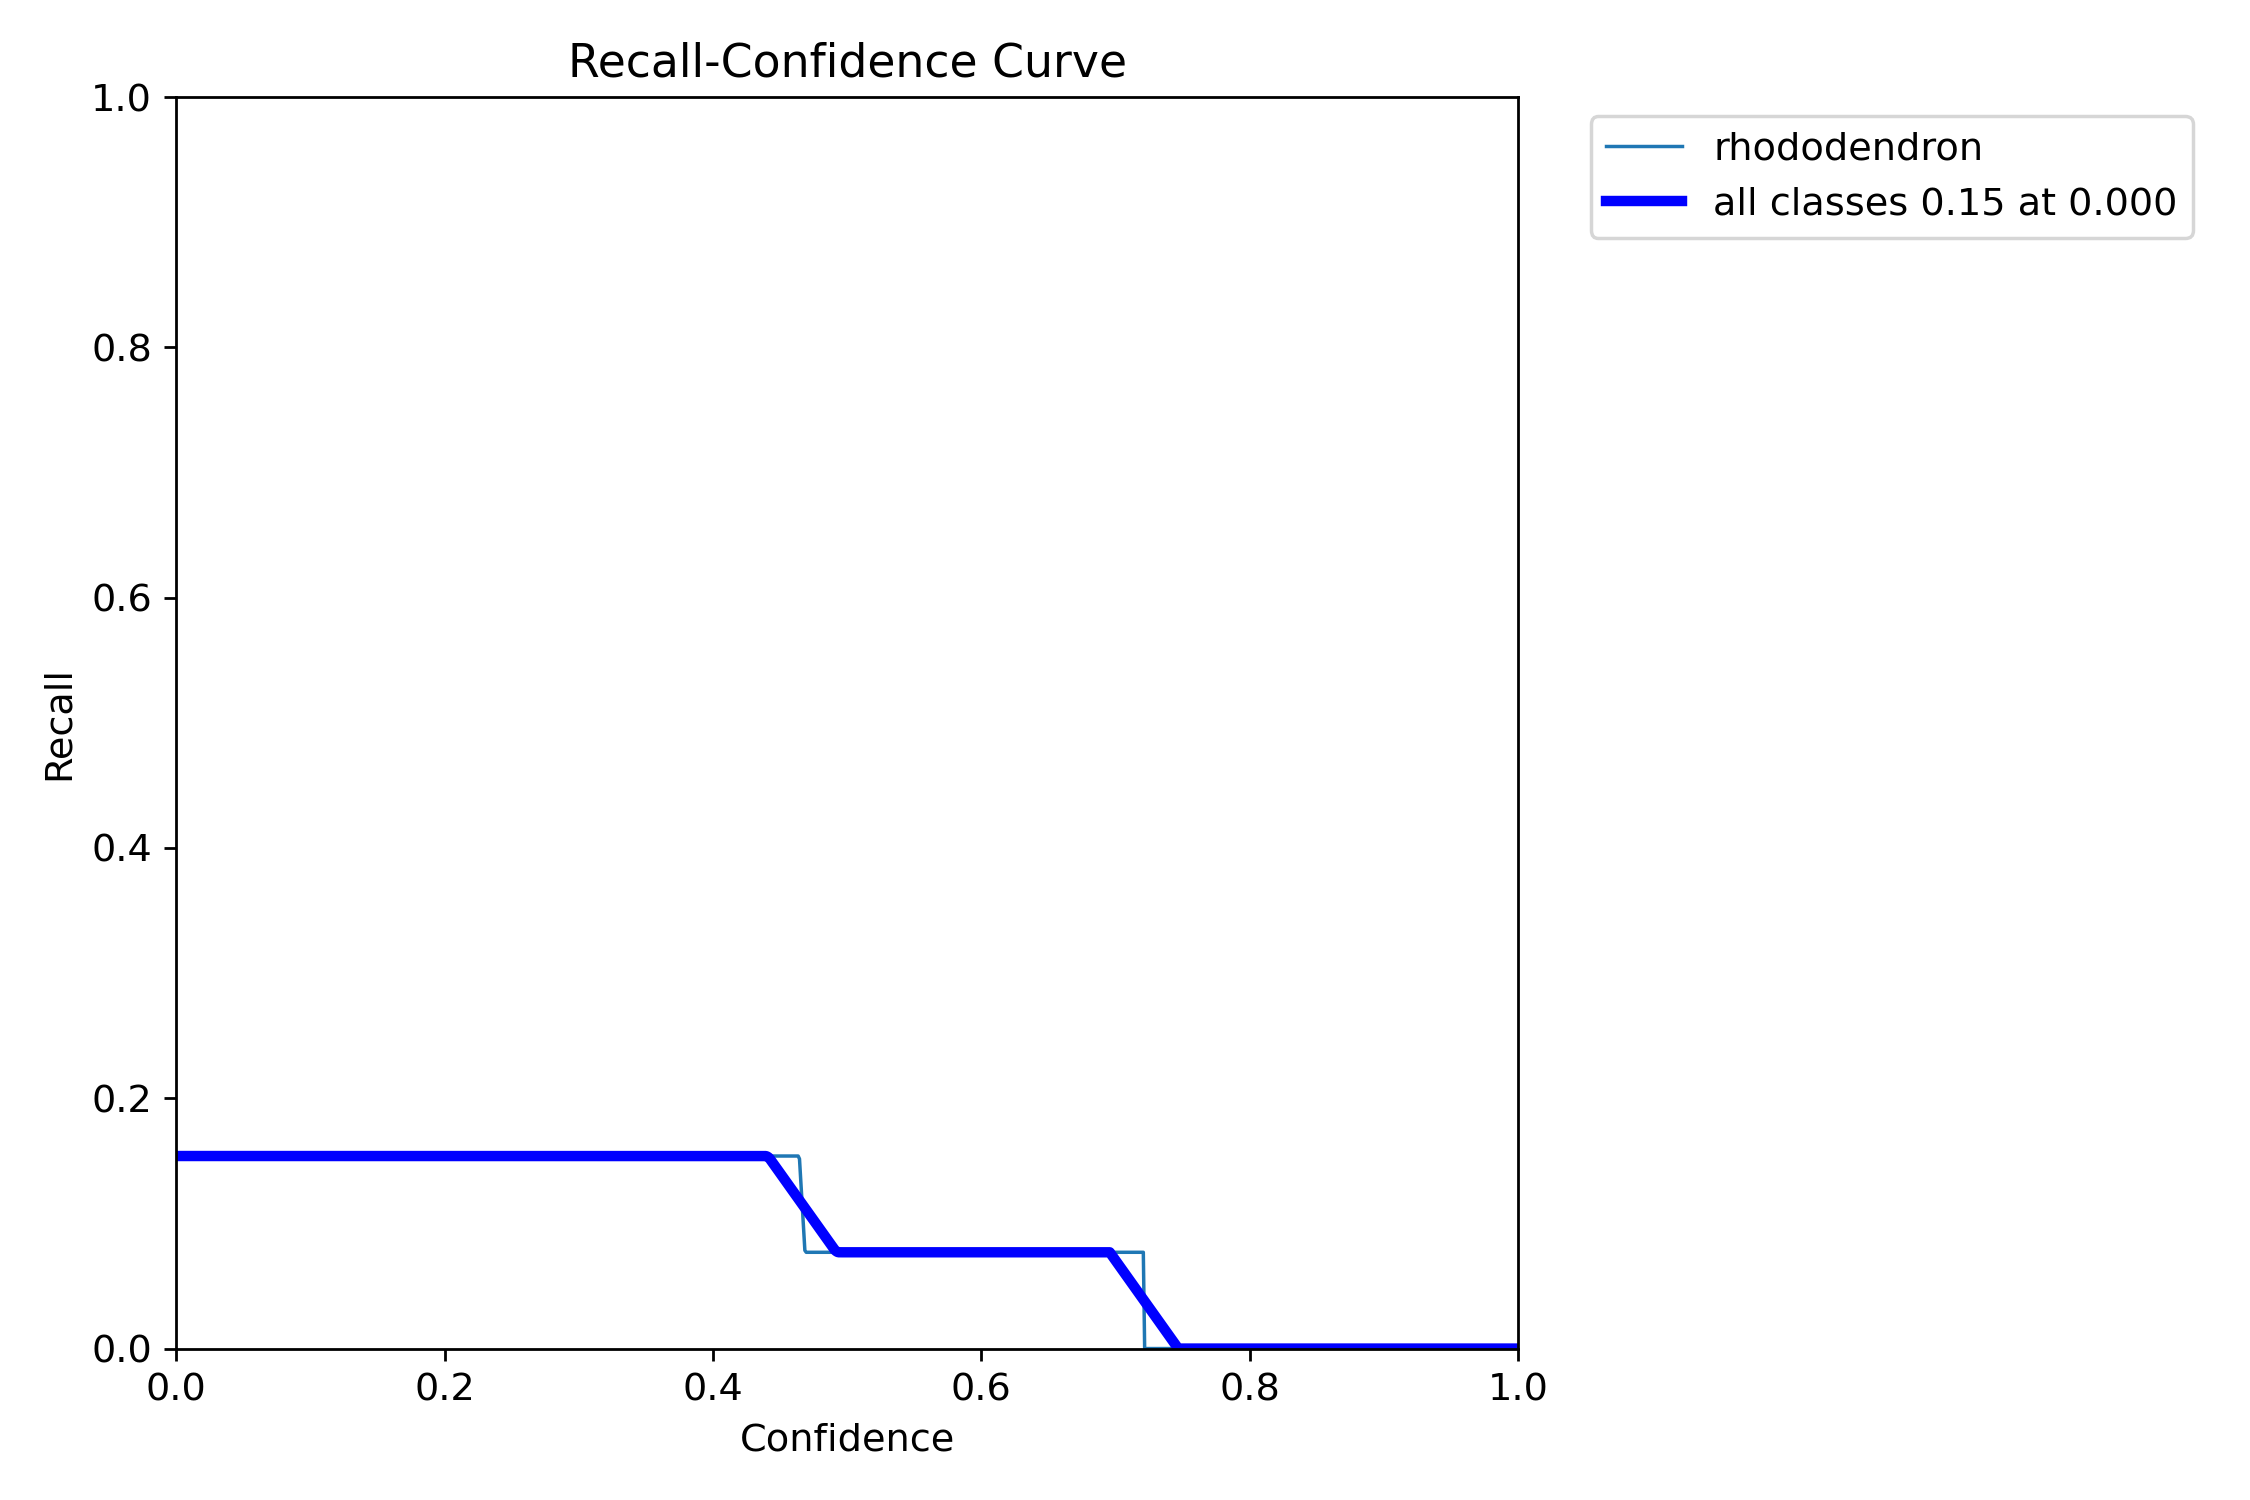 Recall-Confidence Curve
1.0
0.8
0.6
0.4
0.2
0.0
Recall
0.0 0.2 0.4 0.6 0.8 1.0
Confidence
rhododendron
all classes 0.15 at 0.000